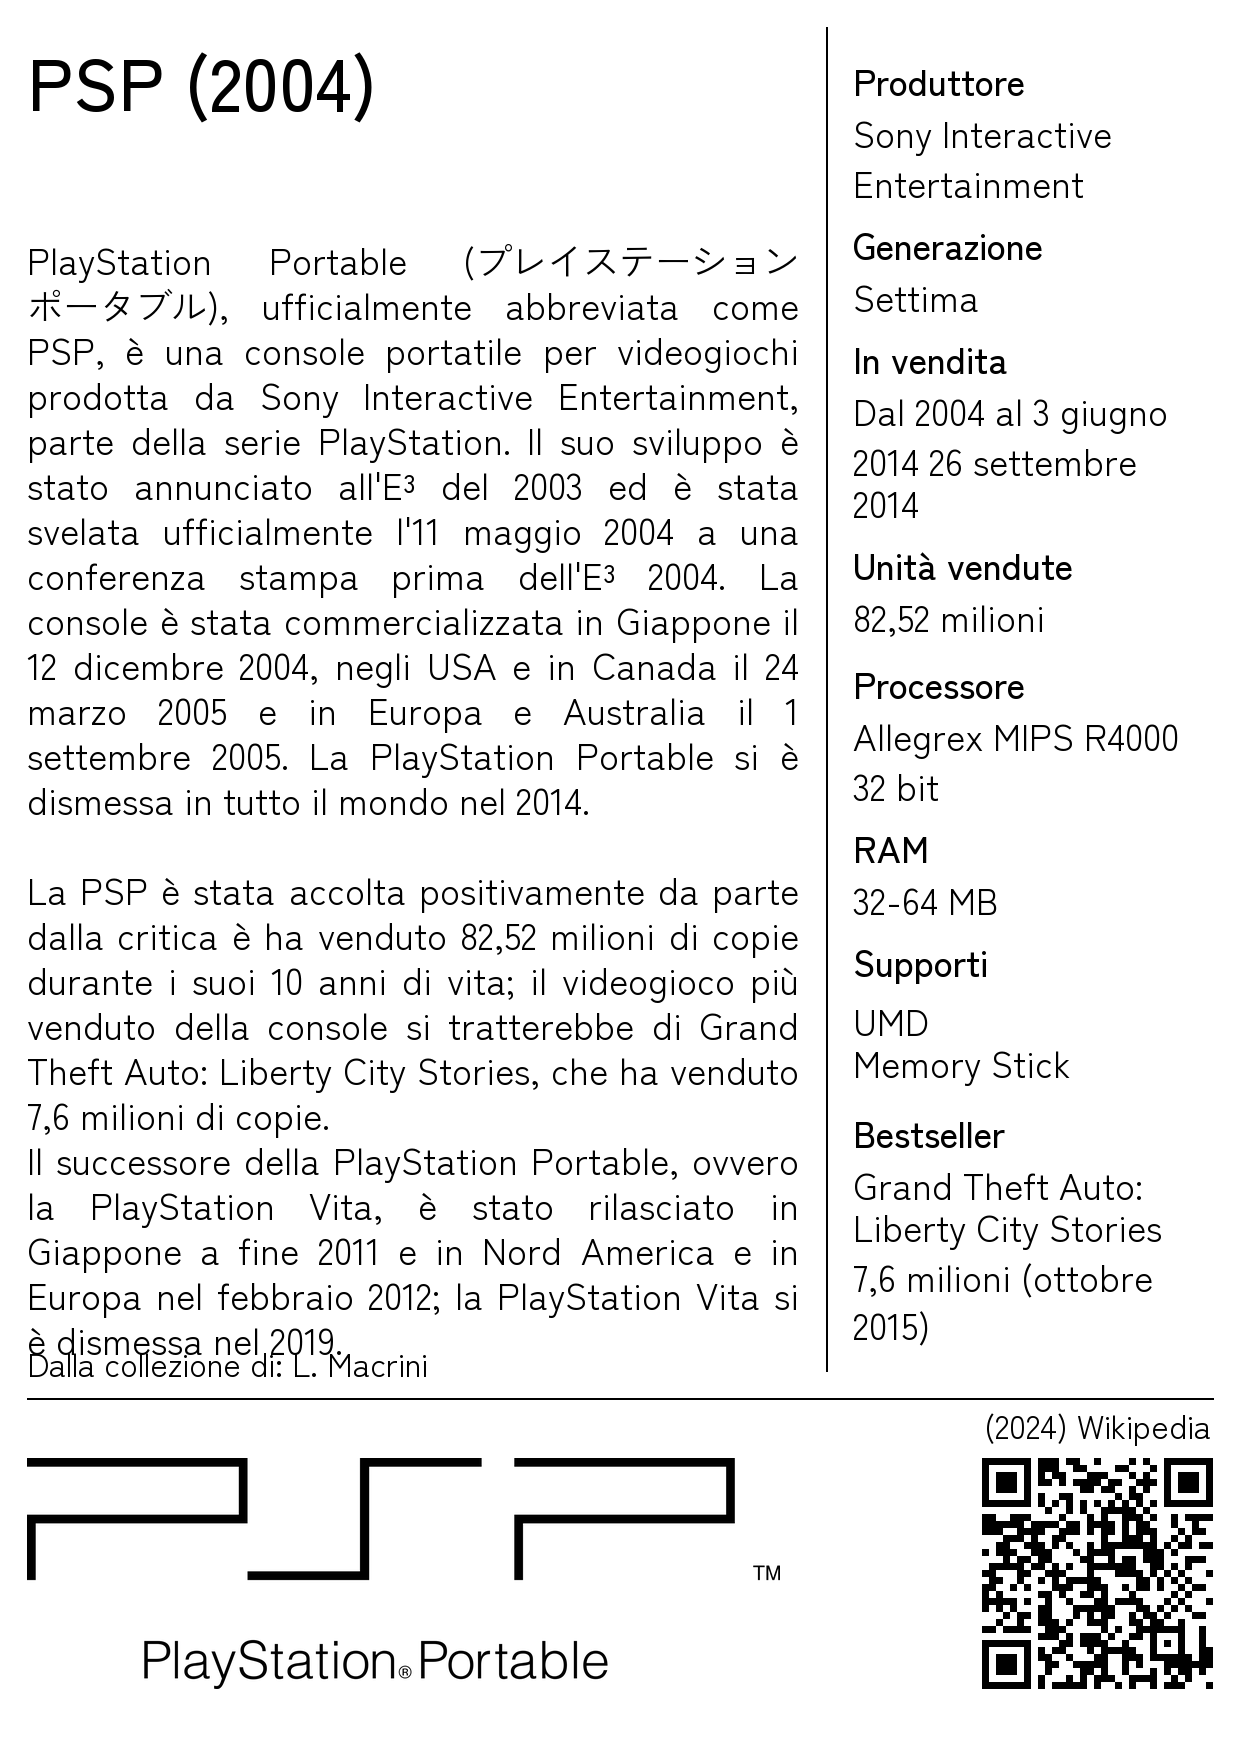 PSP (2004)
PlayStation Portable (プレイステーション
ポータブル), ufficialmente abbreviata come
PSP, è una console portatile per videogiochi
prodotta da Sony Interactive Entertainment,
parte della serie PlayStation. Il suo sviluppo è
stato annunciato all'E³ del 2003 ed è stata
svelata ufficialmente l'11 maggio 2004 a una
conferenza stampa prima dell'E³ 2004. La
console è stata commercializzata in Giappone il
12 dicembre 2004, negli USA e in Canada il 24
marzo 2005 e in Europa e Australia il 1
settembre 2005. La PlayStation Portable si è
dismessa in tutto il mondo nel 2014.
La PSP è stata accolta positivamente da parte
dalla critica è ha venduto 82,52 milioni di copie
durante i suoi 10 anni di vita; il videogioco più
venduto della console si tratterebbe di Grand
Theft Auto: Liberty City Stories, che ha venduto
7,6 milioni di copie.
Il successore della PlayStation Portable, ovvero
la PlayStation Vita, è stato rilasciato in
Giappone a fine 2011 e in Nord America e in
Europa nel febbraio 2012; la PlayStation Vita si
è dismessa nel 2019.
Dalla collezione di: L. Macrini
Produttore
Sony Interactive
Entertainment
Generazione
Settima
In vendita
Dal 2004 al 3 giugno
2014 26 settembre
2014
Unità vendute
82,52 milioni
Processore
Allegrex MIPS R4000
32 bit
RAM
32-64 MB
Supporti
UMD
Memory Stick
Bestseller
Grand Theft Auto:
Liberty City Stories
7,6 milioni (ottobre
2015)
(2024) Wikipedia
PSP ™
PlayStation®Portable